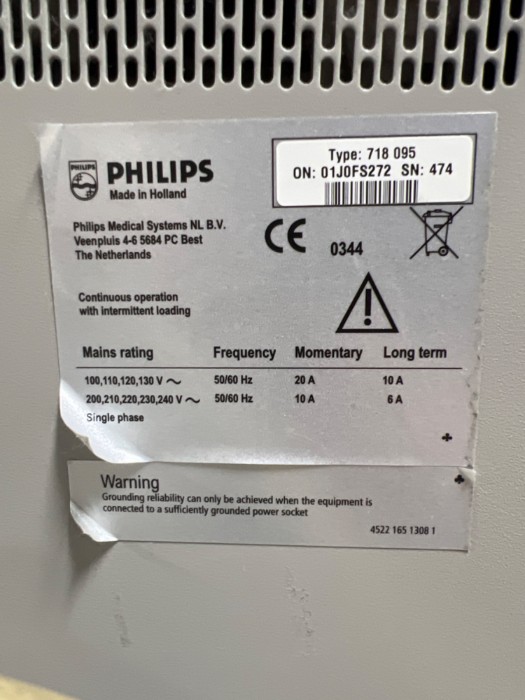 PHILIPS
PHILIPS
Made in Holland
Type: 718 095
ON: 01J0FS272 SN: 474
Philips Medical Systems NL B.V.
Veenpluis 4-6 5684 PC Best
The Netherlands
CE 0344
Continuous operation
with intermittent loading
Mains rating Frequency Momentary Long term
100,110,120,130 V ~ 50/60 Hz 20 A 10 A
200,210,220,230,240 V ~ 50/60 Hz 10 A 6 A
Single phase
Warning
Grounding reliability can only be achieved when the equipment is
connected to a sufficiently grounded power socket
4522 165 1308 1